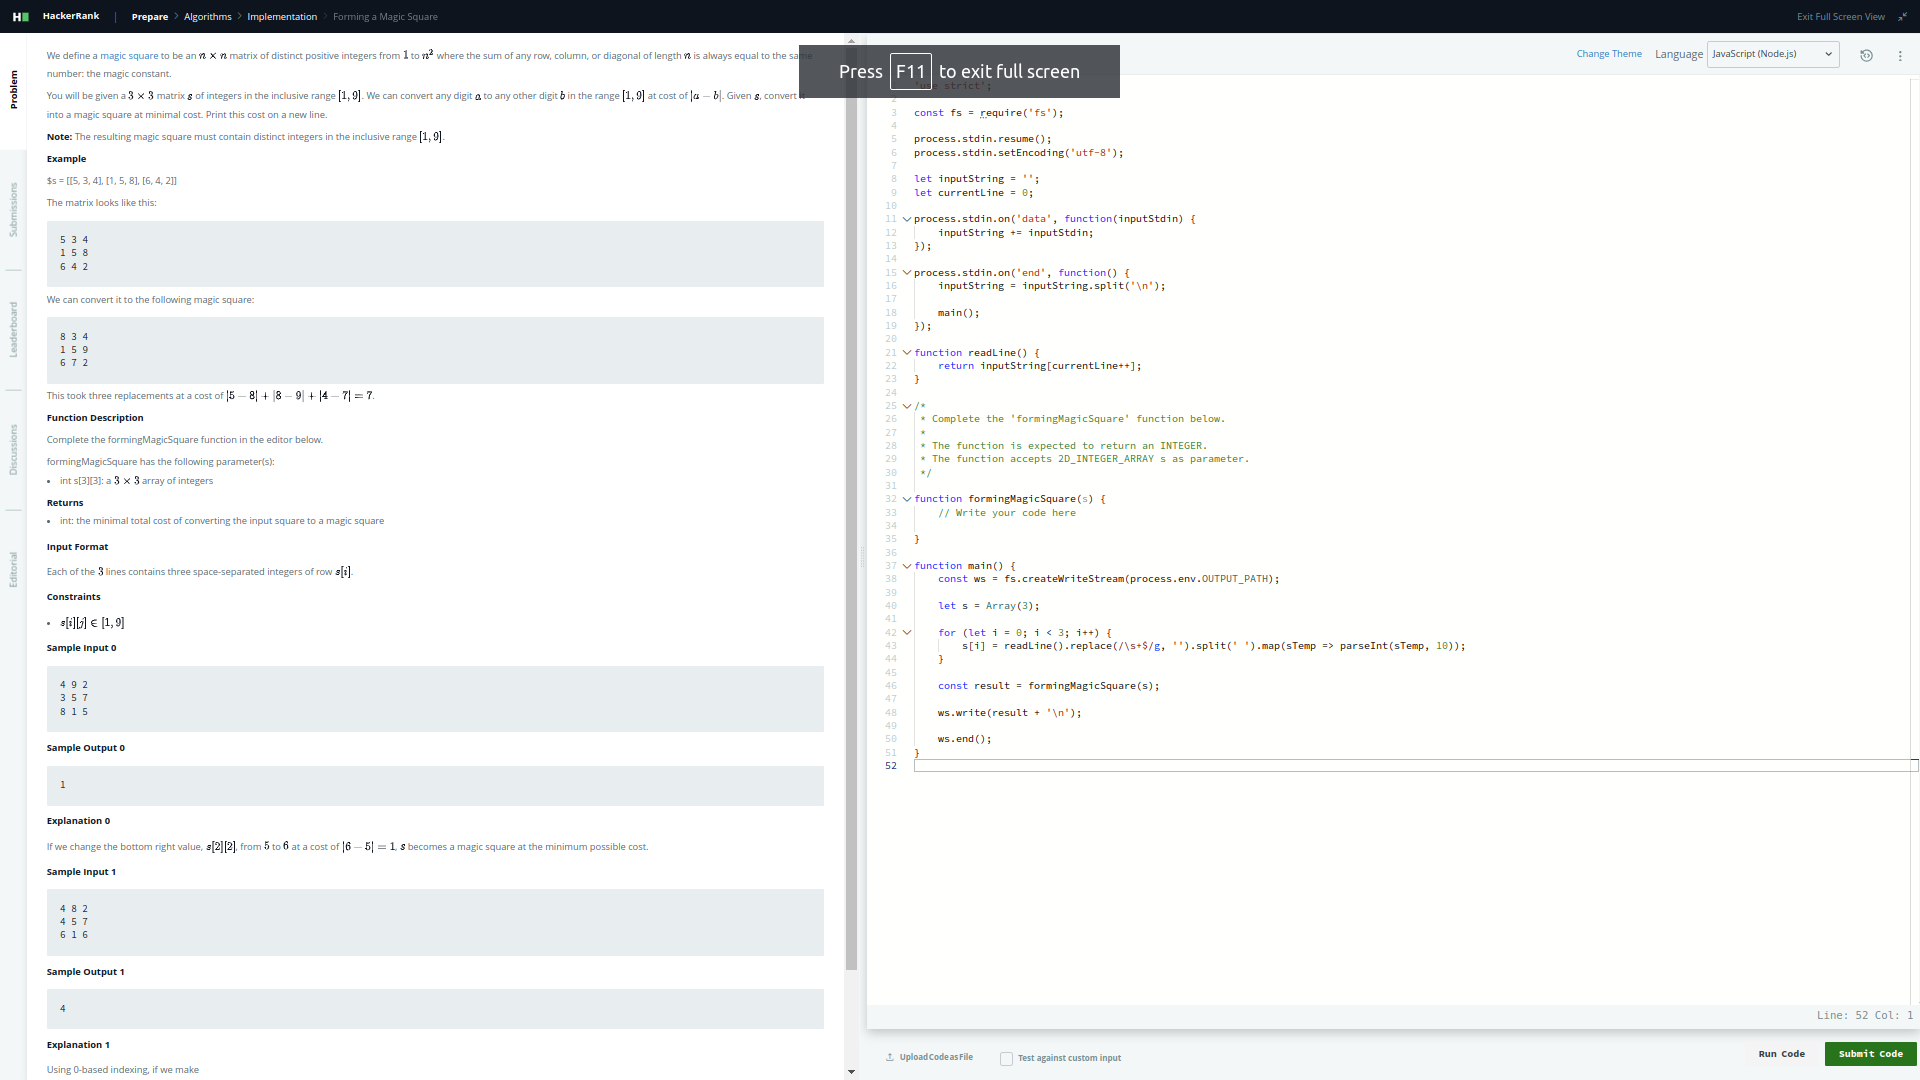 HackerRank | Prepare > Algorithms > Implementation > Forming a Magic Square
Exit Full Screen View
Press F11 to exit full screen
Problem
Submissions
Leaderboard
Discussions
Editorial
We define a magic square to be an n × n matrix of distinct positive integers from 1 to n² where the sum of any row, column, or diagonal of length n is always equal to the same
number: the magic constant.
You will be given a 3 × 3 matrix s of integers in the inclusive range [1, 9]. We can convert any digit a to any other digit b in the range [1, 9] at cost of |a − b|. Given s, convert it
into a magic square at minimal cost. Print this cost on a new line.
Note: The resulting magic square must contain distinct integers in the inclusive range [1, 9].
Example
$s = [[5, 3, 4], [1, 5, 8], [6, 4, 2]]
The matrix looks like this:
5 3 4
1 5 8
6 4 2
We can convert it to the following magic square:
8 3 4
1 5 9
6 7 2
This took three replacements at a cost of |5 − 8| + |8 − 9| + |4 − 7| = 7.
Function Description
Complete the formingMagicSquare function in the editor below.
formingMagicSquare has the following parameter(s):
• int s[3][3]: a 3 × 3 array of integers
Returns
• int: the minimal total cost of converting the input square to a magic square
Input Format
Each of the 3 lines contains three space-separated integers of row s[i].
Constraints
• s[i][j] ∈ [1, 9]
Sample Input 0
4 9 2
3 5 7
8 1 5
Sample Output 0
1
Explanation 0
If we change the bottom right value, s[2][2], from 5 to 6 at a cost of |6 − 5| = 1, s becomes a magic square at the minimum possible cost.
Sample Input 1
4 8 2
4 5 7
6 1 6
Sample Output 1
4
Explanation 1
Using 0-based indexing, if we make
Change Theme Language JavaScript (Node.js)
'use strict';
2
3 const fs = require('fs');
4
5 process.stdin.resume();
6 process.stdin.setEncoding('utf-8');
7
8 let inputString = '';
9 let currentLine = 0;
10
11 process.stdin.on('data', function(inputStdin) {
12 inputString += inputStdin;
13 });
14
15 process.stdin.on('end', function() {
16 inputString = inputString.split('\n');
17
18 main();
19 });
20
21 function readLine() {
22 return inputString[currentLine++];
23 }
24
25 /*
26 * Complete the 'formingMagicSquare' function below.
27 *
28 * The function is expected to return an INTEGER.
29 * The function accepts 2D_INTEGER_ARRAY s as parameter.
30 */
31
32 function formingMagicSquare(s) {
33 // Write your code here
34
35 }
36
37 function main() {
38 const ws = fs.createWriteStream(process.env.OUTPUT_PATH);
39
40 let s = Array(3);
41
42 for (let i = 0; i < 3; i++) {
43 s[i] = readLine().replace(/\s+$/g, '').split(' ').map(sTemp => parseInt(sTemp, 10));
44 }
45
46 const result = formingMagicSquare(s);
47
48 ws.write(result + '\n');
49
50 ws.end();
51 }
52
Line: 52 Col: 1
Upload Code as File
Test against custom input
Run Code
Submit Code